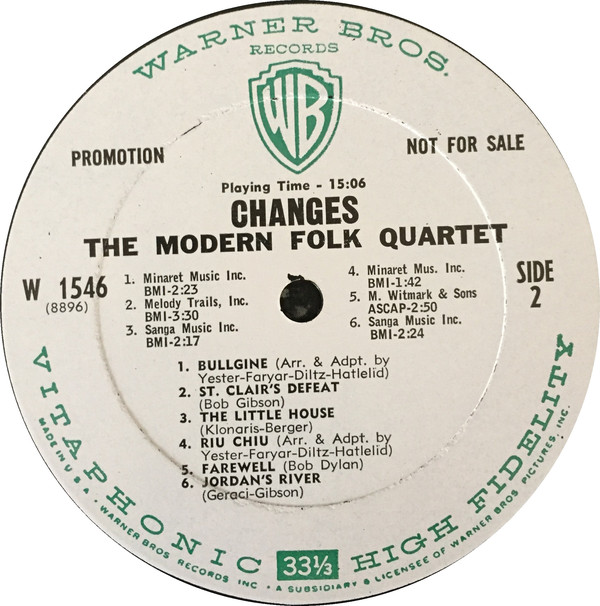 WARNER BROS.
RECORDS
WB
PROMOTION
NOT FOR SALE
Playing Time - 15:06
CHANGES
THE MODERN FOLK QUARTET
W 1546
(8896)
1. Minaret Music Inc.
BMI-2:23
2. Melody Trails, Inc.
BMI-3:30
3. Sanga Music Inc.
BMI-2:17
4. Minaret Mus. Inc.
BMI-1:42
5. M. Witmark & Sons
ASCAP-2:50
6. Sanga Music Inc.
BMI-2:24
SIDE
2
1. BULLGINE (Arr. & Adpt. by
Yester-Faryar-Diltz-Hatlelid)
2. ST. CLAIR'S DEFEAT
(Bob Gibson)
3. THE LITTLE HOUSE
(Klonaris-Berger)
4. RIU CHIU (Arr. & Adpt. by
Yester-Faryar-Diltz-Hatlelid)
5. FAREWELL (Bob Dylan)
6. JORDAN'S RIVER
(Geraci-Gibson)
VITAPHONIC HIGH FIDELITY
33⅓
MADE IN U.S.A. WARNER BROS RECORDS INC • A SUBSIDIARY & LICENSEE OF WARNER BROS PICTURES, INC.